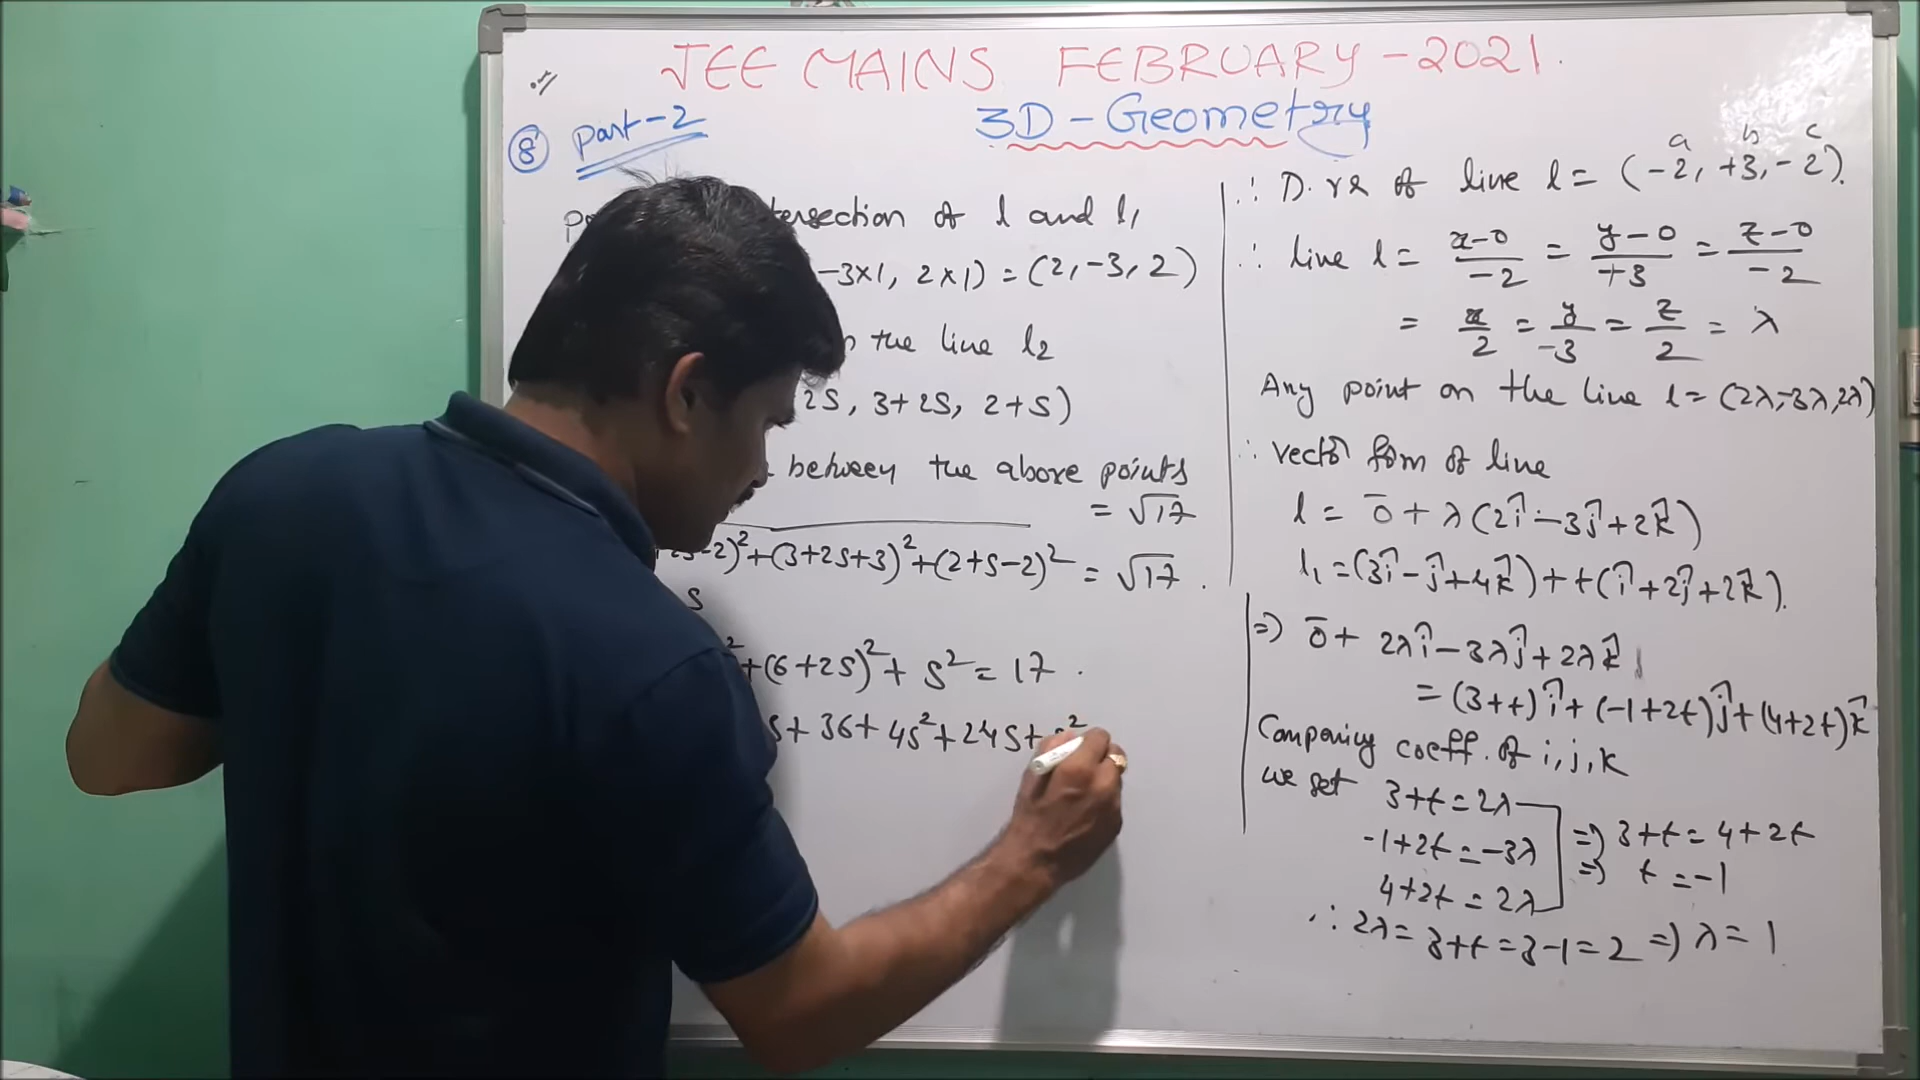 JEE MAINS FEBRUARY-2021.
3D-Geometry
8 part-2
tersection of l and l₁
-3×1, 2×1) = (2, -3, 2)
the line l₂
2S, 3+2S, 2+S)
between the above points
= √17
-2)²+(3+2S+3)²+(2+S-2)² = √17.
S
²+(6+2S)²+ S² = 17.
S+36+4S²+24S+
∴ D.rs of line l = (-2, +3, -2).
a b c
∴ line l = x-0/-2 = y-0/+3 = z-0/-2
= x/2 = y/-3 = z/2 = λ
Any point on the line l = (2λ,-3λ,2λ)
∴ vector form of line
l = 0̄ + λ(2î-3ĵ+2k̂)
l₁ = (3î-ĵ+4k̂)+t(î+2ĵ+2k̂).
⇒ 0̄ + 2λî-3λĵ+2λk̂
= (3+t)î+(-1+2t)ĵ+(4+2t)k̂
Comparing coeff. of i, j, k
we get 3+t = 2λ
-1+2t = -3λ ⇒ 3+t = 4+2t
4+2t = 2λ ⇒ t = -1
∴ 2λ = 3+t = 3-1 = 2 ⇒ λ = 1